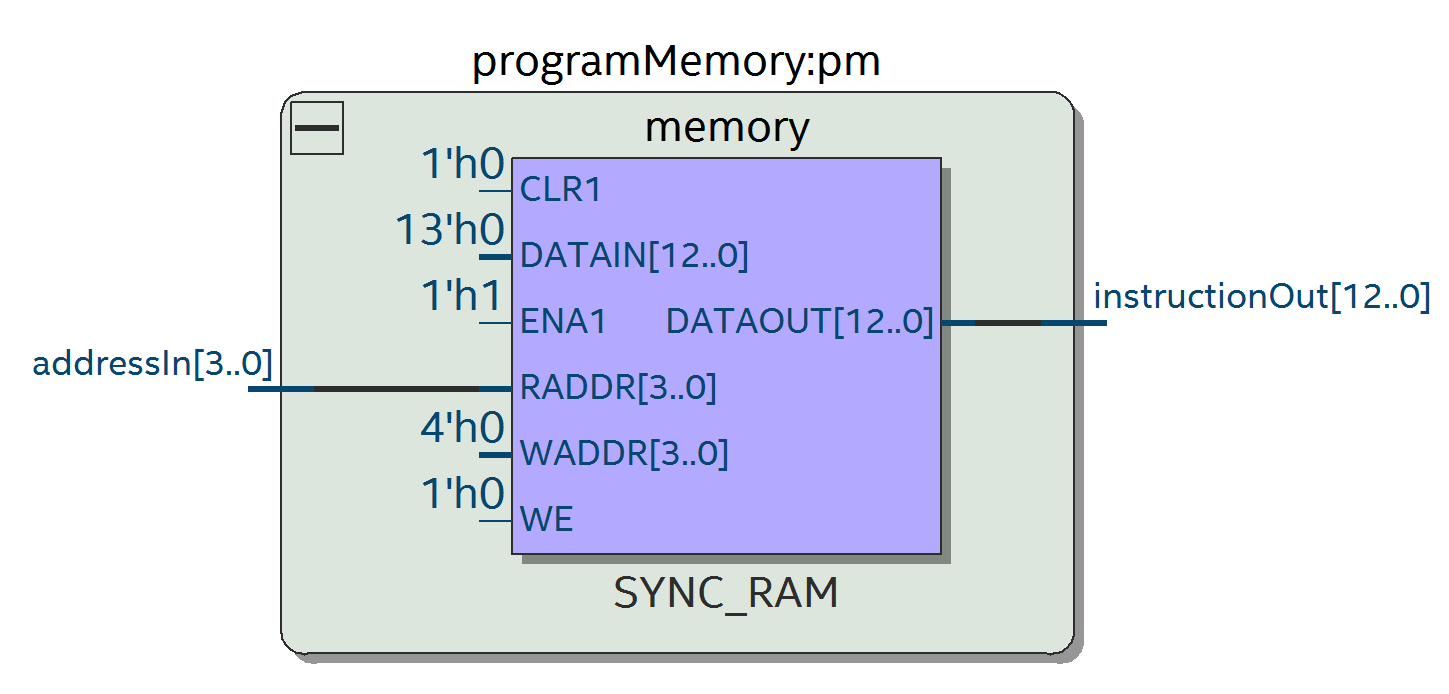 programMemory:pm
memory
1'h0
CLR1
13'h0
DATAIN[12..0]
1'h1
ENA1
DATAOUT[12..0]
instructionOut[12..0]
addressIn[3..0]
RADDR[3..0]
4'h0
WADDR[3..0]
1'h0
WE
SYNC_RAM